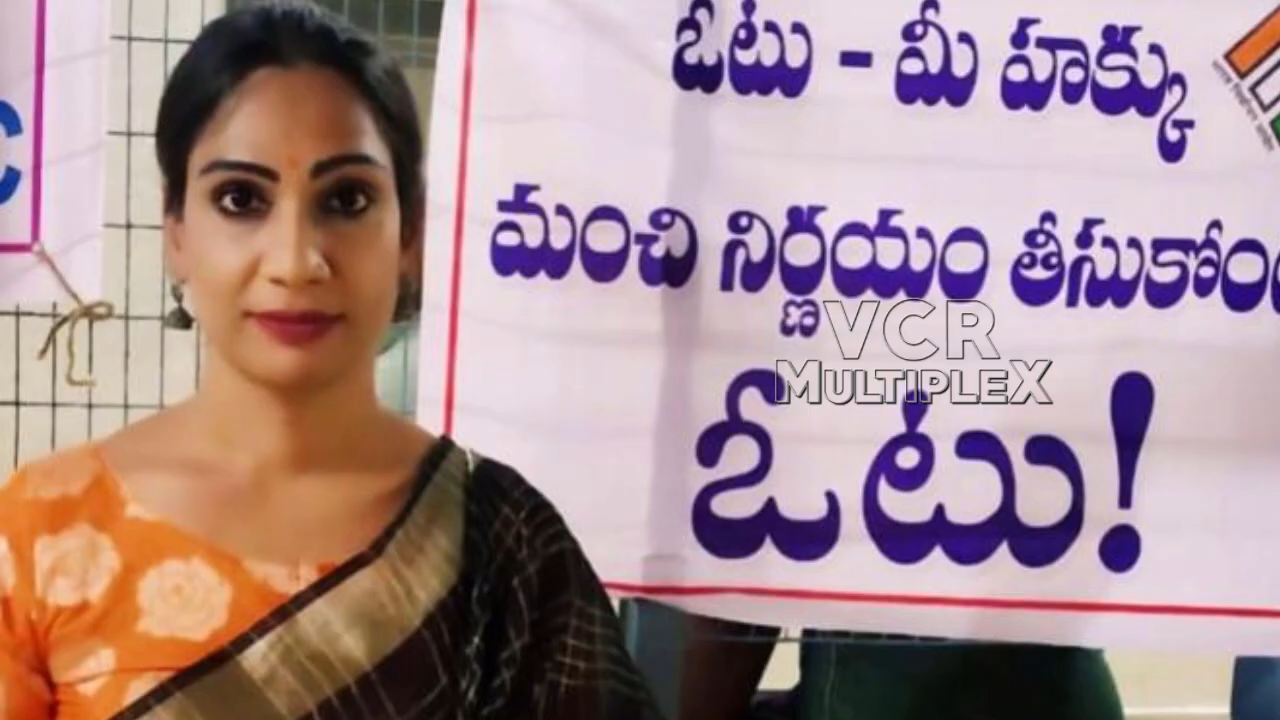 C
ఓటు - మీ హక్కు
మంచి నిర్ణయం తీసుకోం
VCR
MULTIPLEX
ఓటు!